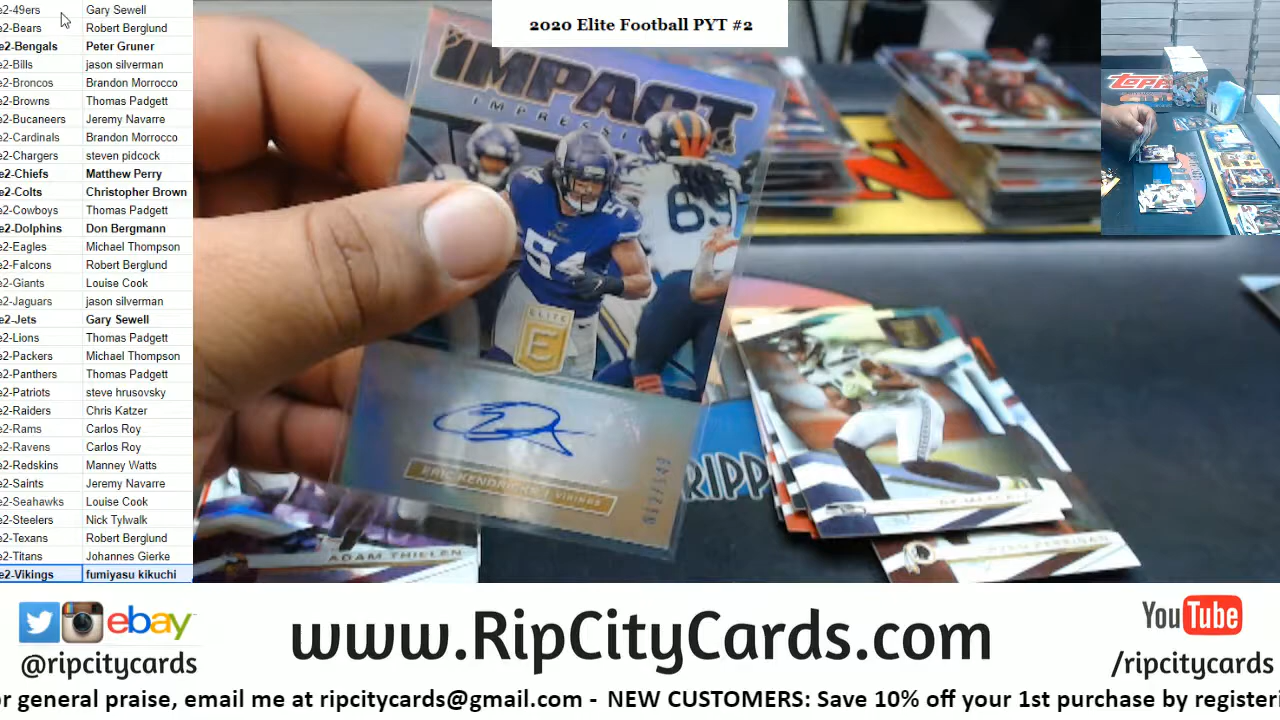 2020 Elite Football PYT #2
e2-49ers Gary Sewell
e2-Bears Robert Berglund
e2-Bengals Peter Gruner
e2-Bills jason silverman
e2-Broncos Brandon Morrocco
e2-Browns Thomas Padgett
e2-Bucaneers Jeremy Navarre
e2-Cardinals Brandon Morrocco
e2-Chargers steven pidcock
e2-Chiefs Matthew Perry
e2-Colts Christopher Brown
e2-Cowboys Thomas Padgett
e2-Dolphins Don Bergmann
e2-Eagles Michael Thompson
e2-Falcons Robert Berglund
e2-Giants Louise Cook
e2-Jaguars jason silverman
e2-Jets Gary Sewell
e2-Lions Thomas Padgett
e2-Packers Michael Thompson
e2-Panthers Thomas Padgett
e2-Patriots steve hrusovsky
e2-Raiders Chris Katzer
e2-Rams Carlos Roy
e2-Ravens Carlos Roy
e2-Redskins Manney Watts
e2-Saints Jeremy Navarre
e2-Seahawks Louise Cook
e2-Steelers Nick Tylwalk
e2-Texans Robert Berglund
e2-Titans Johannes Gierke
e2-Vikings fumiyasu kikuchi
IMPACT
IMPRESSI
54
69
ELITE
E
ERIC KENDRICKS | VIKINGS
ADAM THIELEN
RIPP
topps
ebay
@ripcitycards
www.RipCityCards.com
YouTube
/ripcitycards
or general praise, email me at ripcitycards@gmail.com - NEW CUSTOMERS: Save 10% off your 1st purchase by registeri